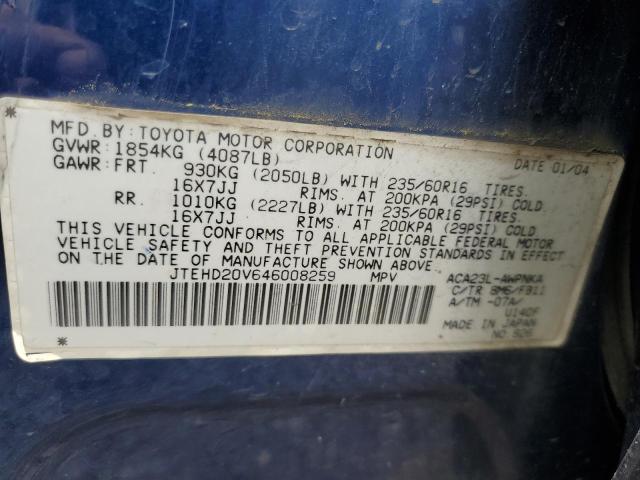 MFD. BY: TOYOTA MOTOR CORPORATION DATE 01/04
GVWR: 1854KG (4087LB)
GAWR: FRT. 930KG (2050LB) WITH 235/60R16 TIRES.
16X7JJ RIMS. AT 200KPA (29PSI) COLD.
RR. 1010KG (2227LB) WITH 235/60R16 TIRES.
16X7JJ RIMS. AT 200KPA (29PSI) COLD.
THIS VEHICLE CONFORMS TO ALL APPLICABLE FEDERAL MOTOR
VEHICLE SAFETY AND THEFT PREVENTION STANDARDS IN EFFECT
ON THE DATE OF MANUFACTURE SHOWN ABOVE.
JTEHD20V646008259 MPV ACA23L-AWPNKA
C/TR 8M6/FB11
A/TM -07A/ U140F
MADE IN JAPAN